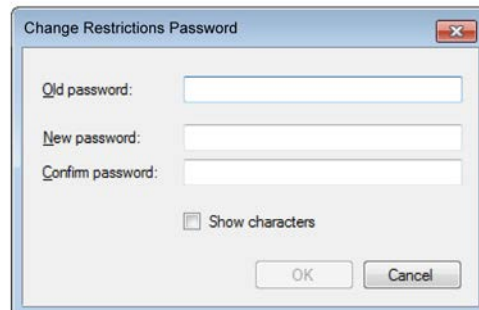 Change Restrictions Password
Old password:
New password:
Confirm password:
Show characters
OK
Cancel